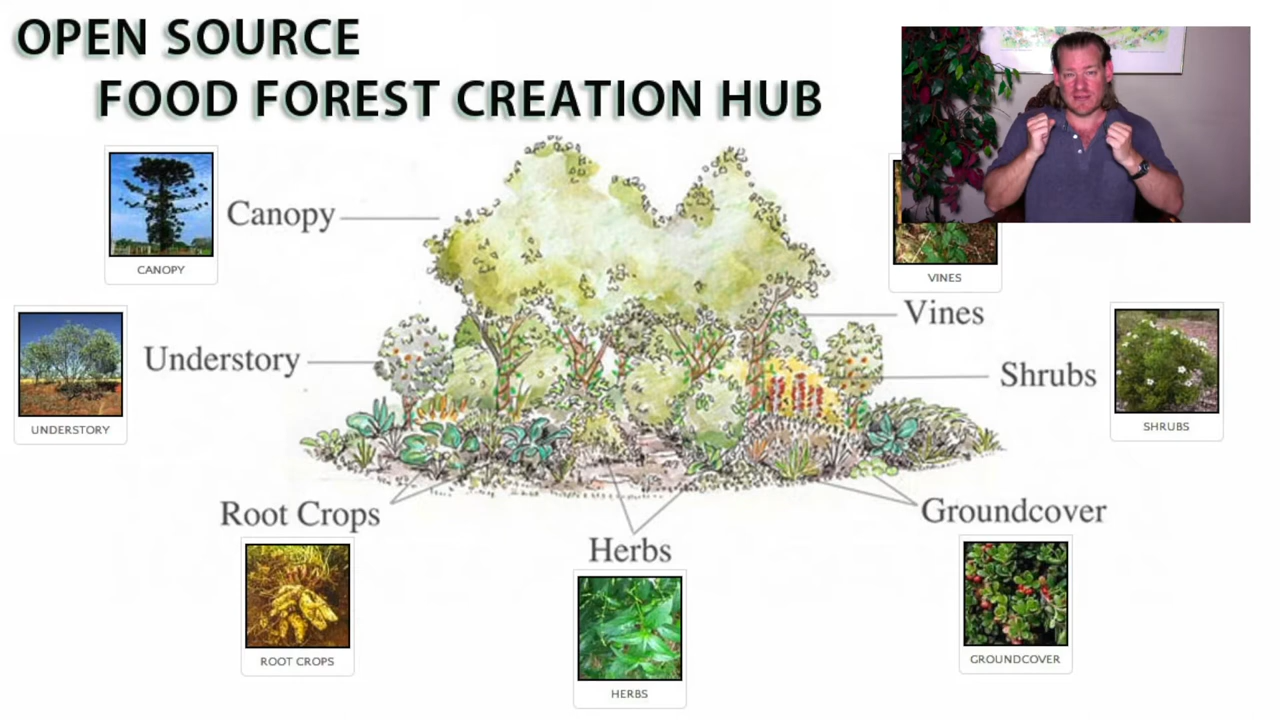 OPEN SOURCE
FOOD FOREST CREATION HUB
CANOPY
Canopy
VINES
Vines
UNDERSTORY
Understory
Shrubs
SHRUBS
Root Crops
ROOT CROPS
Herbs
HERBS
Groundcover
GROUNDCOVER